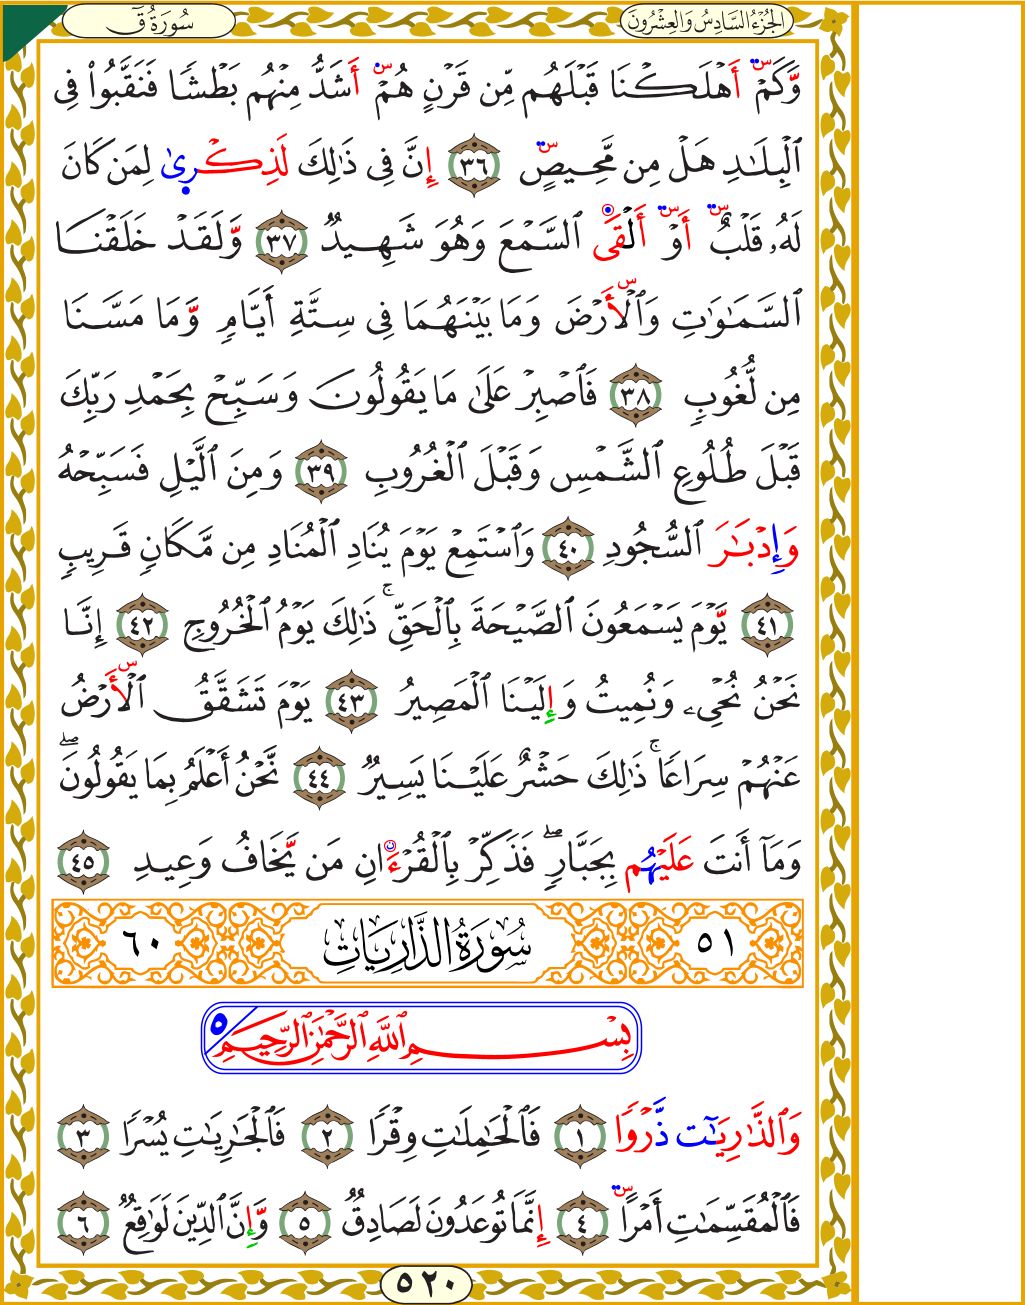 الجُزْءُ السَّادِسُ وَالعِشْرُونَ
سُورَةُ قٓ
وَّكَمۡ أَهۡلَكۡنَا قَبۡلَهُم مِّن قَرۡنٍ هُمۡ أَشَدُّ مِنۡهُم بَطۡشٗا فَنَقَّبُواْ فِي
ٱلۡبِلَٰدِ هَلۡ مِن مَّحِيصٍ ٣٦ إِنَّ فِي ذَٰلِكَ لَذِكۡرِىٰ لِمَن كَانَ
لَهُۥ قَلۡبٌ أَوۡ أَلۡقَى ٱلسَّمۡعَ وَهُوَ شَهِيدٞ ٣٧ وَّلَقَدۡ خَلَقۡنَا
ٱلسَّمَٰوَٰتِ وَٱلۡأَرۡضَ وَمَا بَيۡنَهُمَا فِي سِتَّةِ أَيَّامٖ وَّمَا مَسَّنَا
مِن لُّغُوبٖ ٣٨ فَٱصۡبِرۡ عَلَىٰ مَا يَقُولُونَ وَسَبِّحۡ بِحَمۡدِ رَبِّكَ
قَبۡلَ طُلُوعِ ٱلشَّمۡسِ وَقَبۡلَ ٱلۡغُرُوبِ ٣٩ وَمِنَ ٱلَّيۡلِ فَسَبِّحۡهُ
وَإِدۡبَٰرَ ٱلسُّجُودِ ٤٠ وَٱسۡتَمِعۡ يَوۡمَ يُنَادِ ٱلۡمُنَادِ مِن مَّكَانٖ قَرِيبٖ
٤١ يَّوۡمَ يَسۡمَعُونَ ٱلصَّيۡحَةَ بِٱلۡحَقِّۚ ذَٰلِكَ يَوۡمُ ٱلۡخُرُوجِ ٤٢ إِنَّا
نَحۡنُ نُحۡيِۦ وَنُمِيتُ وَإِلَيۡنَا ٱلۡمَصِيرُ ٤٣ يَوۡمَ تَشَقَّقُ ٱلۡأَرۡضُ
عَنۡهُمۡ سِرَاعٗاۚ ذَٰلِكَ حَشۡرٌ عَلَيۡنَا يَسِيرٞ ٤٤ نَّحۡنُ أَعۡلَمُ بِمَا يَقُولُونَۖ
وَمَآ أَنتَ عَلَيۡهُم بِجَبَّارٖۖ فَذَكِّرۡ بِٱلۡقُرۡءَانِ مَن يَّخَافُ وَعِيدِ ٤٥
٥١ سُورَةُ الذَّارِيَاتِ ٦٠
بِسۡمِ ٱللَّهِ ٱلرَّحۡمَٰنِ ٱلرَّحِيمِ ٥
وَٱلذَّٰرِيَٰت ذَّرۡوٗا ١ فَٱلۡحَٰمِلَٰتِ وِقۡرٗا ٢ فَٱلۡجَٰرِيَٰتِ يُسۡرٗا ٣
فَٱلۡمُقَسِّمَٰتِ أَمۡرًا ٤ إِنَّمَا تُوعَدُونَ لَصَادِقٞ ٥ وَّإِنَّ ٱلدِّينَ لَوَٰقِعٞ ٦
٥٢٠